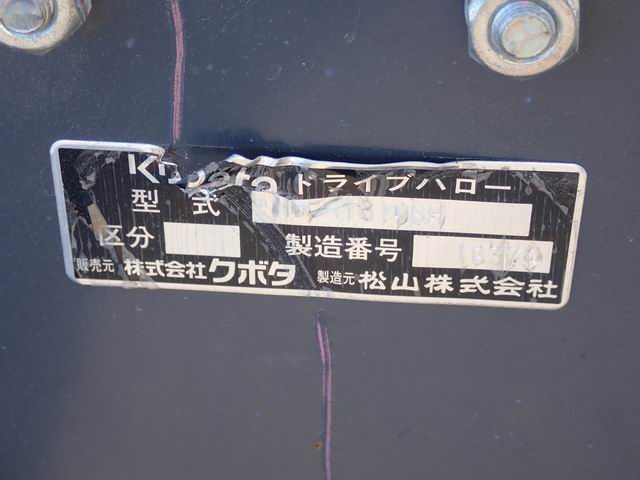 Kubota ドライブハロー
型式
区分 製造番号
販売元 株式会社クボタ 製造元 松山株式会社